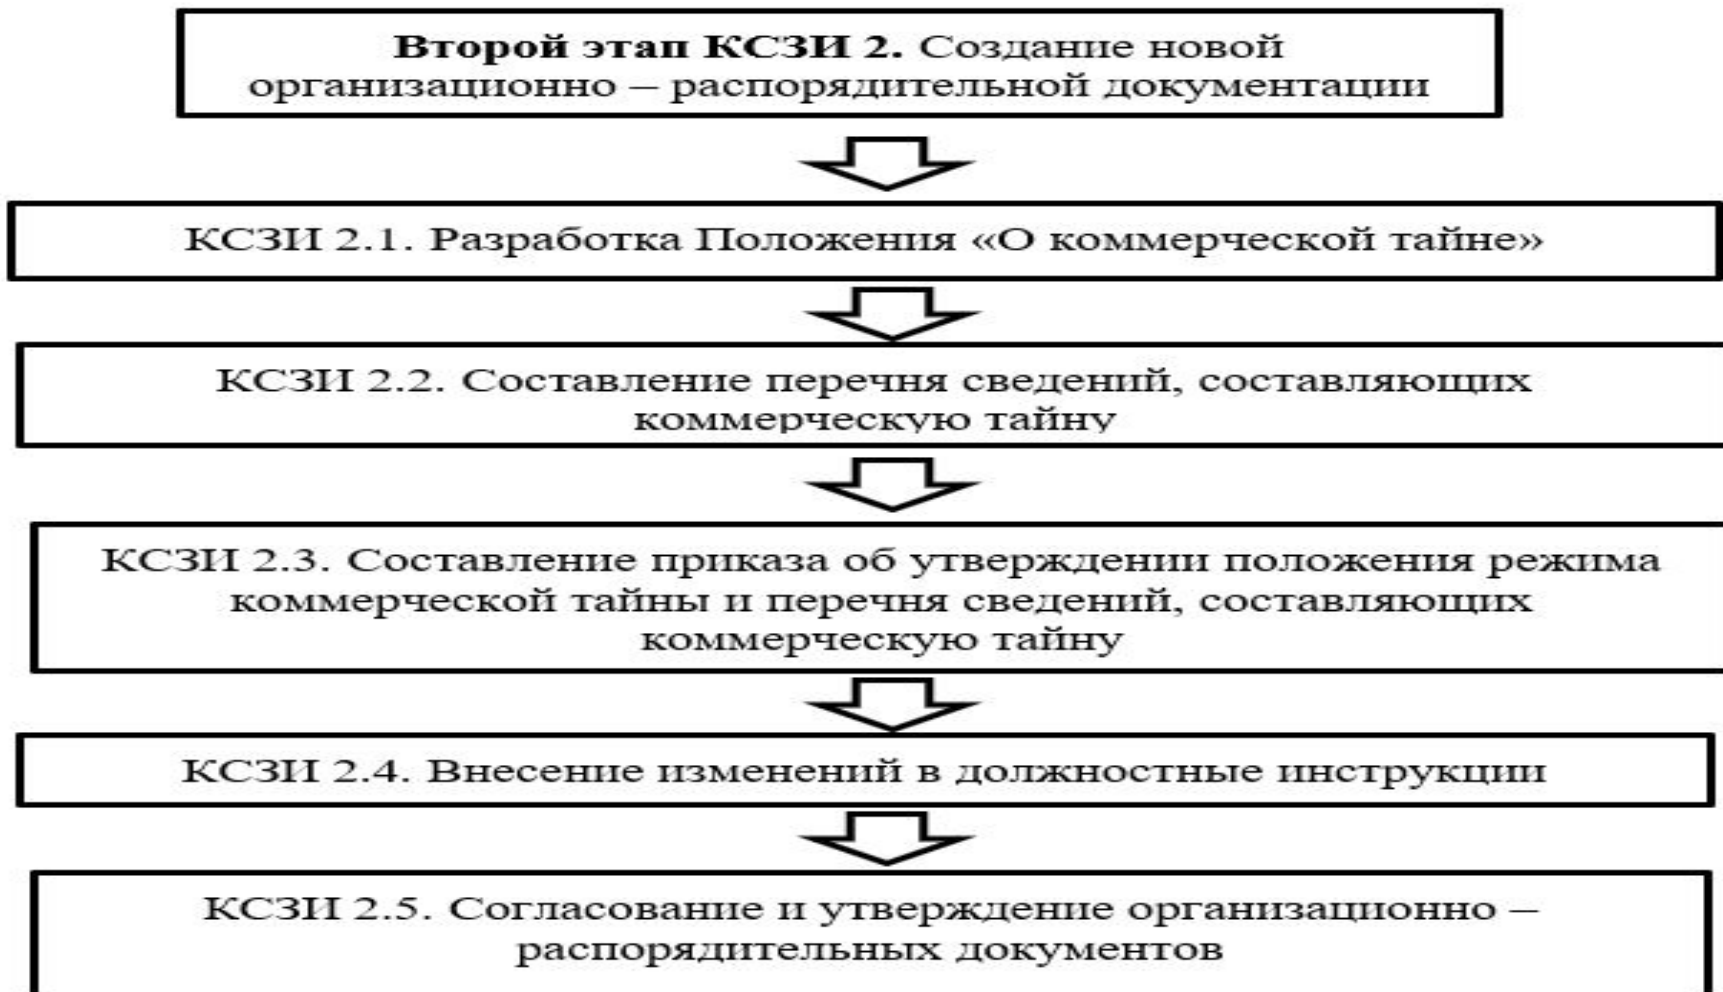 Второй этап КСЗИ 2. Создание новой
организационно – распорядительной документации
КСЗИ 2.1. Разработка Положения «О коммерческой тайне»
КСЗИ 2.2. Составление перечня сведений, составляющих
коммерческую тайну
КСЗИ 2.3. Составление приказа об утверждении положения режима
коммерческой тайны и перечня сведений, составляющих
коммерческую тайну
КСЗИ 2.4. Внесение изменений в должностные инструкции
КСЗИ 2.5. Согласование и утверждение организационно –
распорядительных документов